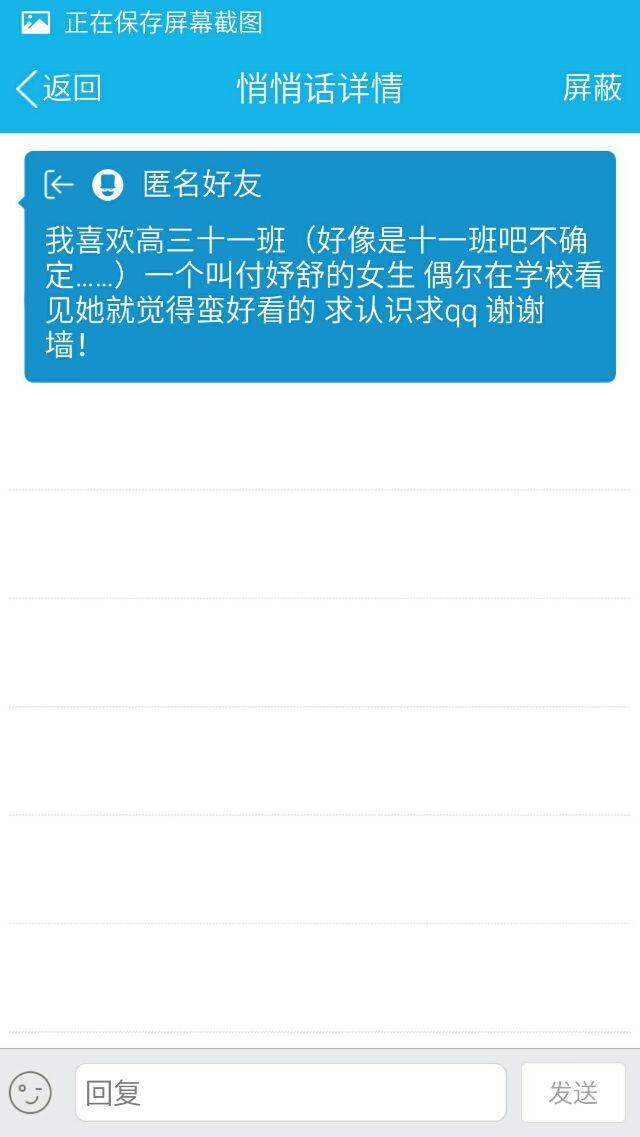 正在保存屏幕截图
返回
悄悄话详情
屏蔽
匿名好友
我喜欢高三十一班（好像是十一班吧不确
定……）一个叫付妤舒的女生 偶尔在学校看
见她就觉得蛮好看的 求认识求qq 谢谢
墙！
回复
发送